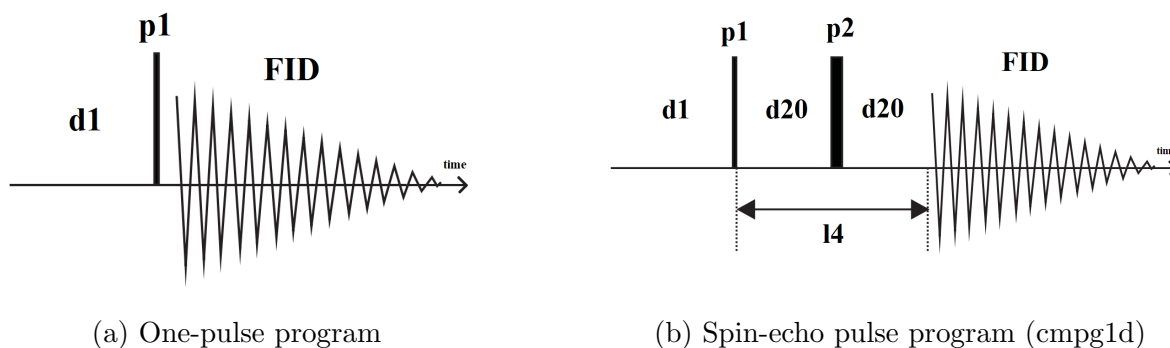 p1
FID
d1
time
(a) One-pulse program
p1
p2
FID
d1
d20
d20
time
l4
(b) Spin-echo pulse program (cmpg1d)